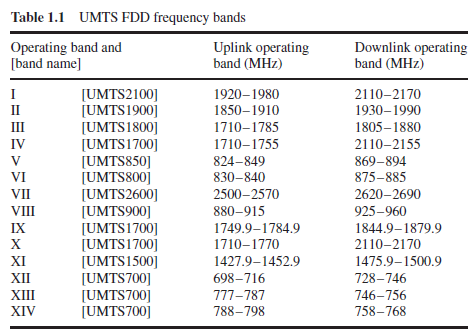 Table 1.1 UMTS FDD frequency bands
Operating band and Uplink operating Downlink operating
[band name] band (MHz) band (MHz)
I [UMTS2100] 1920–1980 2110–2170
II [UMTS1900] 1850–1910 1930–1990
III [UMTS1800] 1710–1785 1805–1880
IV [UMTS1700] 1710–1755 2110–2155
V [UMTS850] 824–849 869–894
VI [UMTS800] 830–840 875–885
VII [UMTS2600] 2500–2570 2620–2690
VIII [UMTS900] 880–915 925–960
IX [UMTS1700] 1749.9–1784.9 1844.9–1879.9
X [UMTS1700] 1710–1770 2110–2170
XI [UMTS1500] 1427.9–1452.9 1475.9–1500.9
XII [UMTS700] 698–716 728–746
XIII [UMTS700] 777–787 746–756
XIV [UMTS700] 788–798 758–768